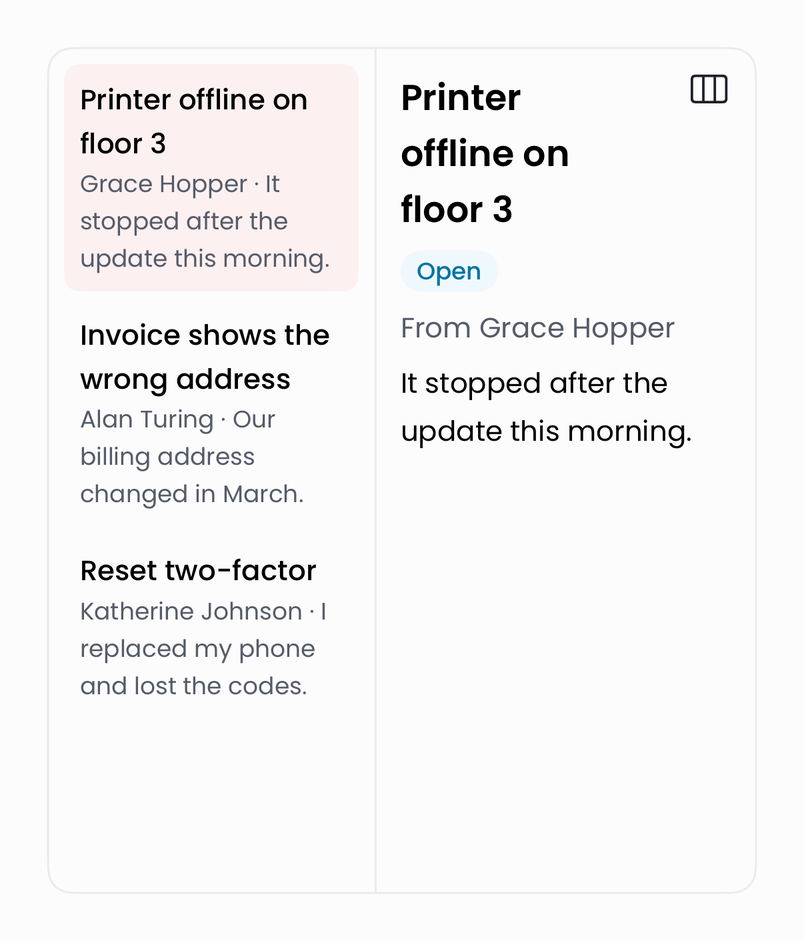 Printer offline on
floor 3
Grace Hopper · It
stopped after the
update this morning.
Invoice shows the
wrong address
Alan Turing · Our
billing address
changed in March.
Reset two-factor
Katherine Johnson · I
replaced my phone
and lost the codes.
Printer
offline on
floor 3
Open
From Grace Hopper
It stopped after the
update this morning.